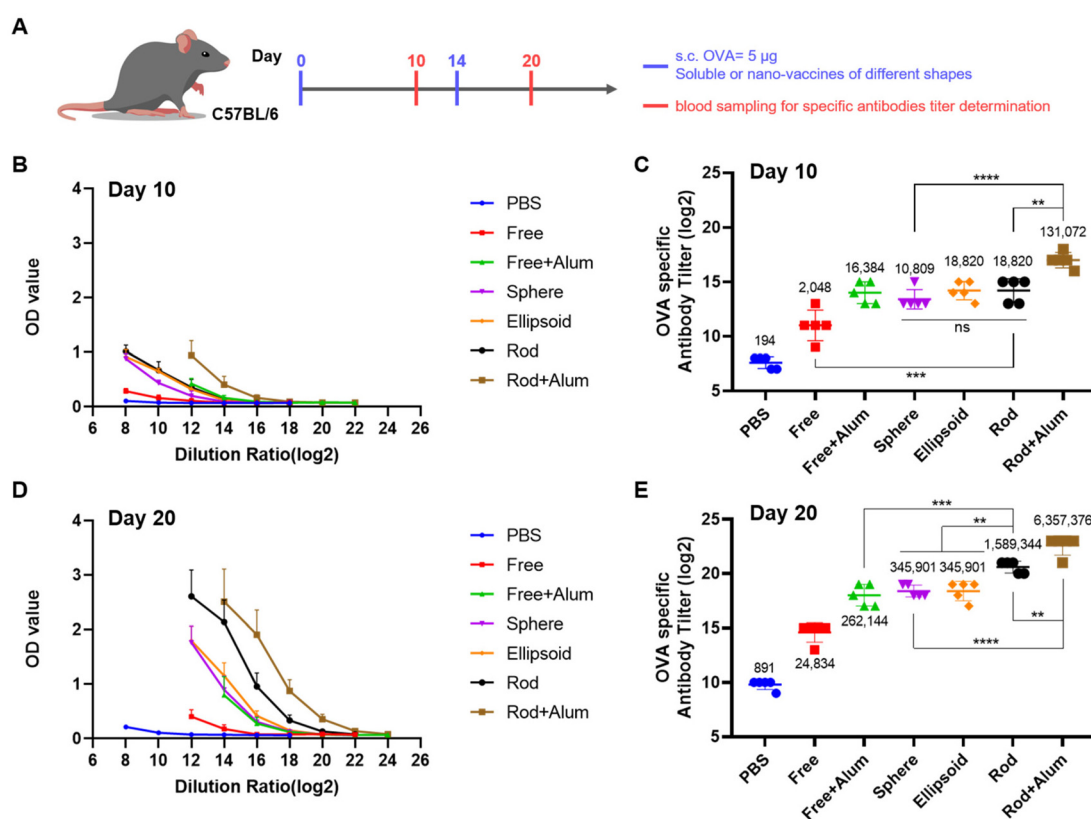 A
Day
0
10
14
20
C57BL/6
s.c. OVA= 5 μg
Soluble or nano-vaccines of different shapes
blood sampling for specific antibodies titer determination
B
Day 10
OD value
4
3
2
1
0
6 8 10 12 14 16 18 20 22 24 26
Dilution Ratio(log2)
PBS
Free
Free+Alum
Sphere
Ellipsoid
Rod
Rod+Alum
C
Day 10
OVA specific
Antibody Tilter (log2)
25
20
15
10
5
****
**
194
2,048
16,384
10,809
18,820
18,820
131,072
ns
***
PBS
Free
Free+Alum
Sphere
Ellipsoid
Rod
Rod+Alum
D
Day 20
OD value
4
3
2
1
0
6 8 10 12 14 16 18 20 22 24 26
Dilution Ratio(log2)
PBS
Free
Free+Alum
Sphere
Ellipsoid
Rod
Rod+Alum
E
Day 20
OVA specific
Antibody Tilter (log2)
25
20
15
10
5
***
**
891
24,834
262,144
345,901
345,901
1,589,344
6,357,376
**
****
PBS
Free
Free+Alum
Sphere
Ellipsoid
Rod
Rod+Alum